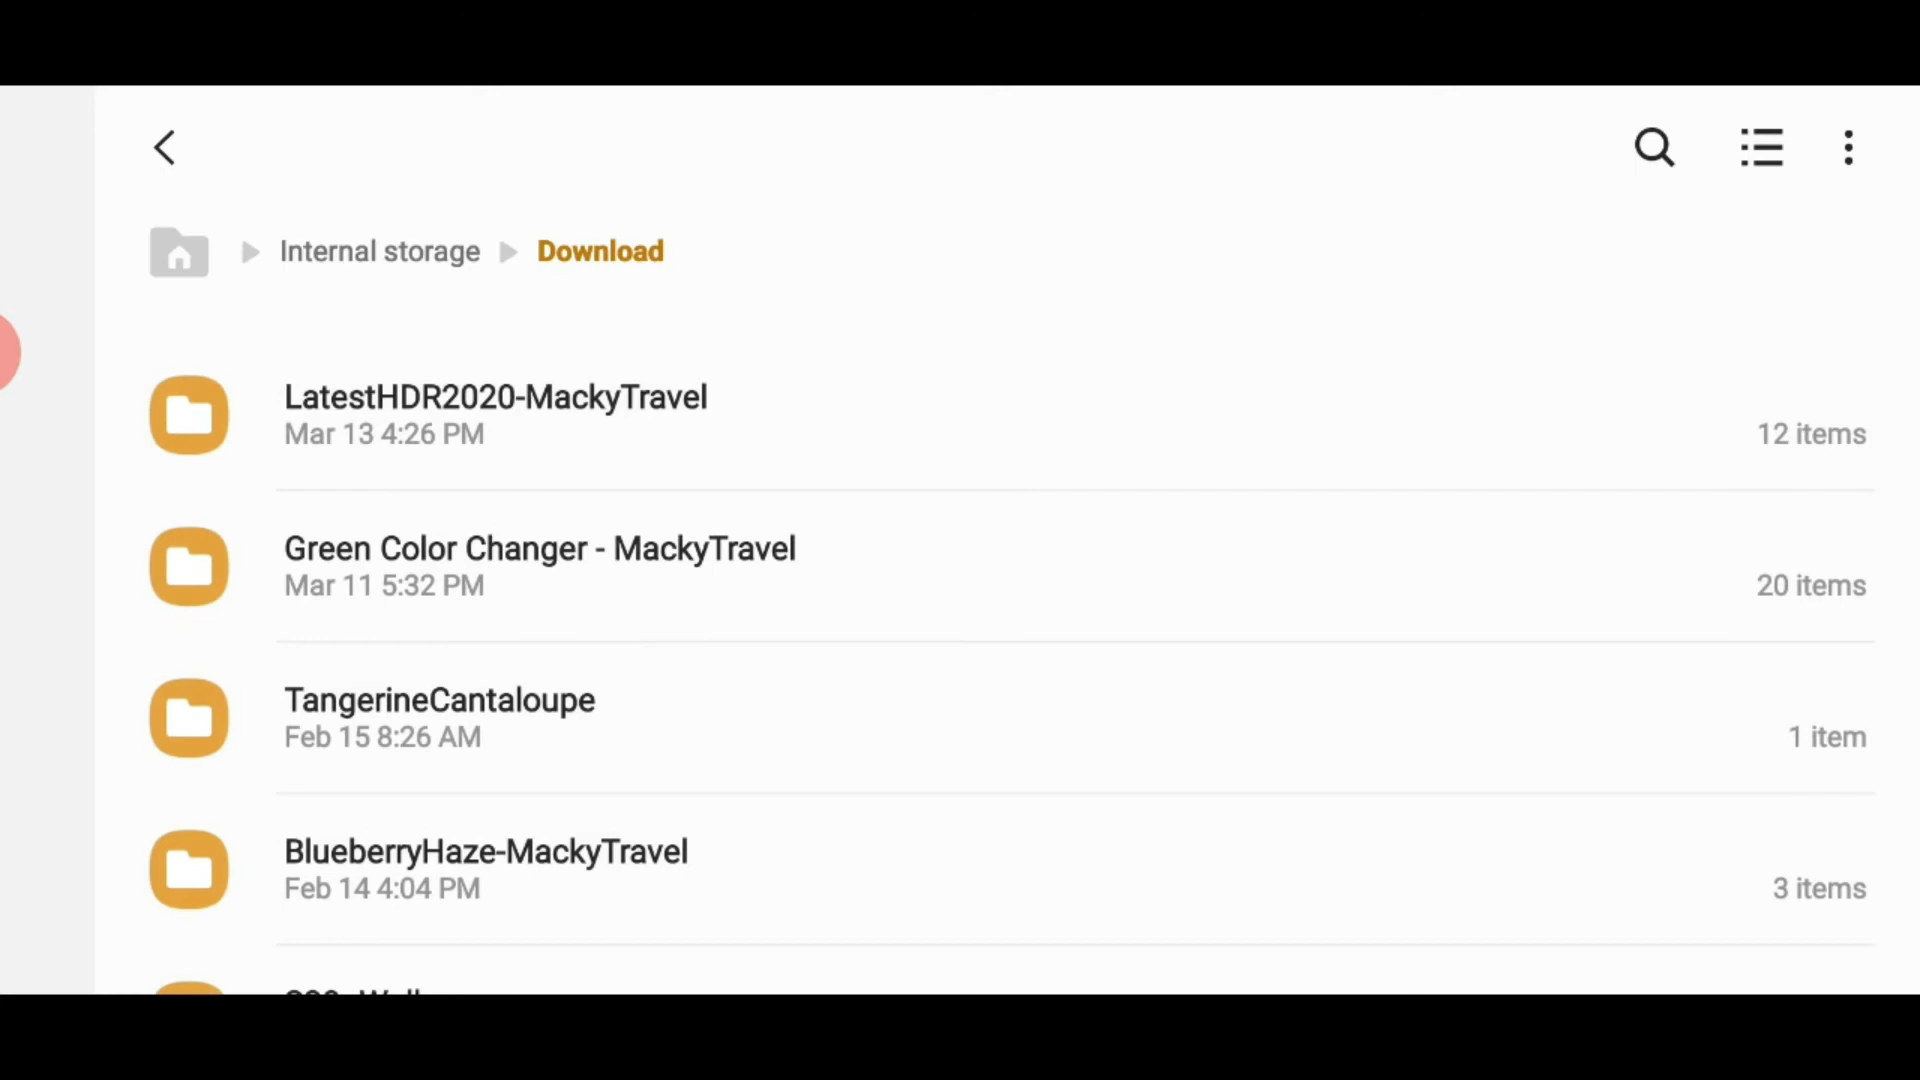 Internal storage Download
LatestHDR2020-MackyTravel
Mar 13 4:26 PM
12 items
Green Color Changer - MackyTravel
Mar 11 5:32 PM
20 items
TangerineCantaloupe
Feb 15 8:26 AM
1 item
BlueberryHaze-MackyTravel
Feb 14 4:04 PM
3 items